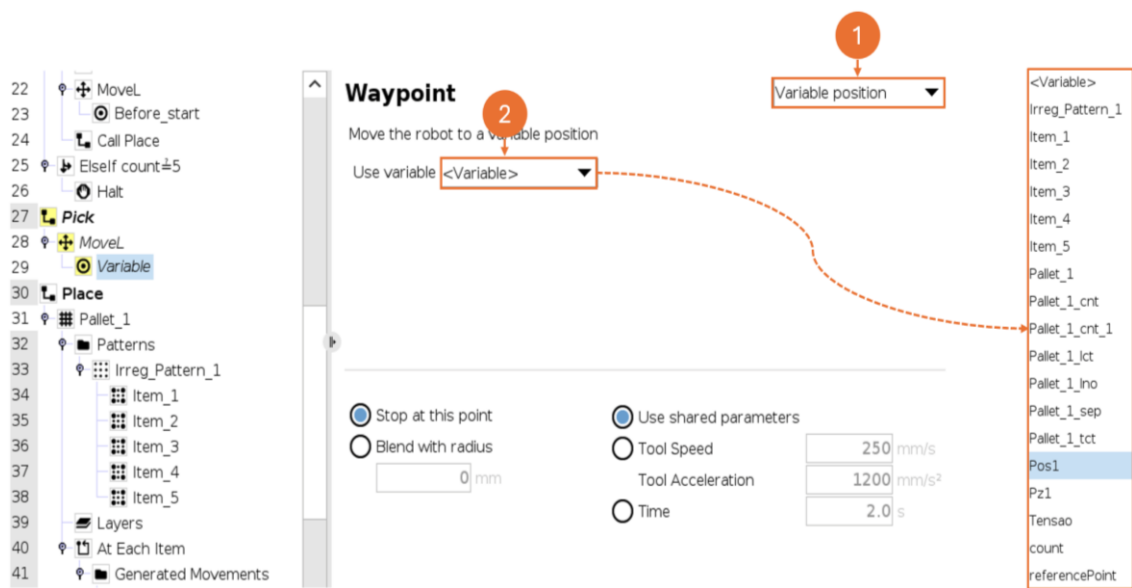 1
2
22 MoveL
23 Before_start
24 Call Place
25 ElseIf count≟5
26 Halt
27 Pick
28 MoveL
29 Variable
30 Place
31 Pallet_1
32 Patterns
33 Irreg_Pattern_1
34 Item_1
35 Item_2
36 Item_3
37 Item_4
38 Item_5
39 Layers
40 At Each Item
41 Generated Movements
Waypoint
Variable position
Move the robot to a variable position
Use variable <Variable>
Stop at this point
Blend with radius
0 mm
Use shared parameters
Tool Speed 250 mm/s
Tool Acceleration 1200 mm/s²
Time 2.0 s
<Variable>
Irreg_Pattern_1
Item_1
Item_2
Item_3
Item_4
Item_5
Pallet_1
Pallet_1_cnt
Pallet_1_cnt_1
Pallet_1_lct
Pallet_1_lno
Pallet_1_sep
Pallet_1_tct
Pos1
Pz1
Tensao
count
referencePoint